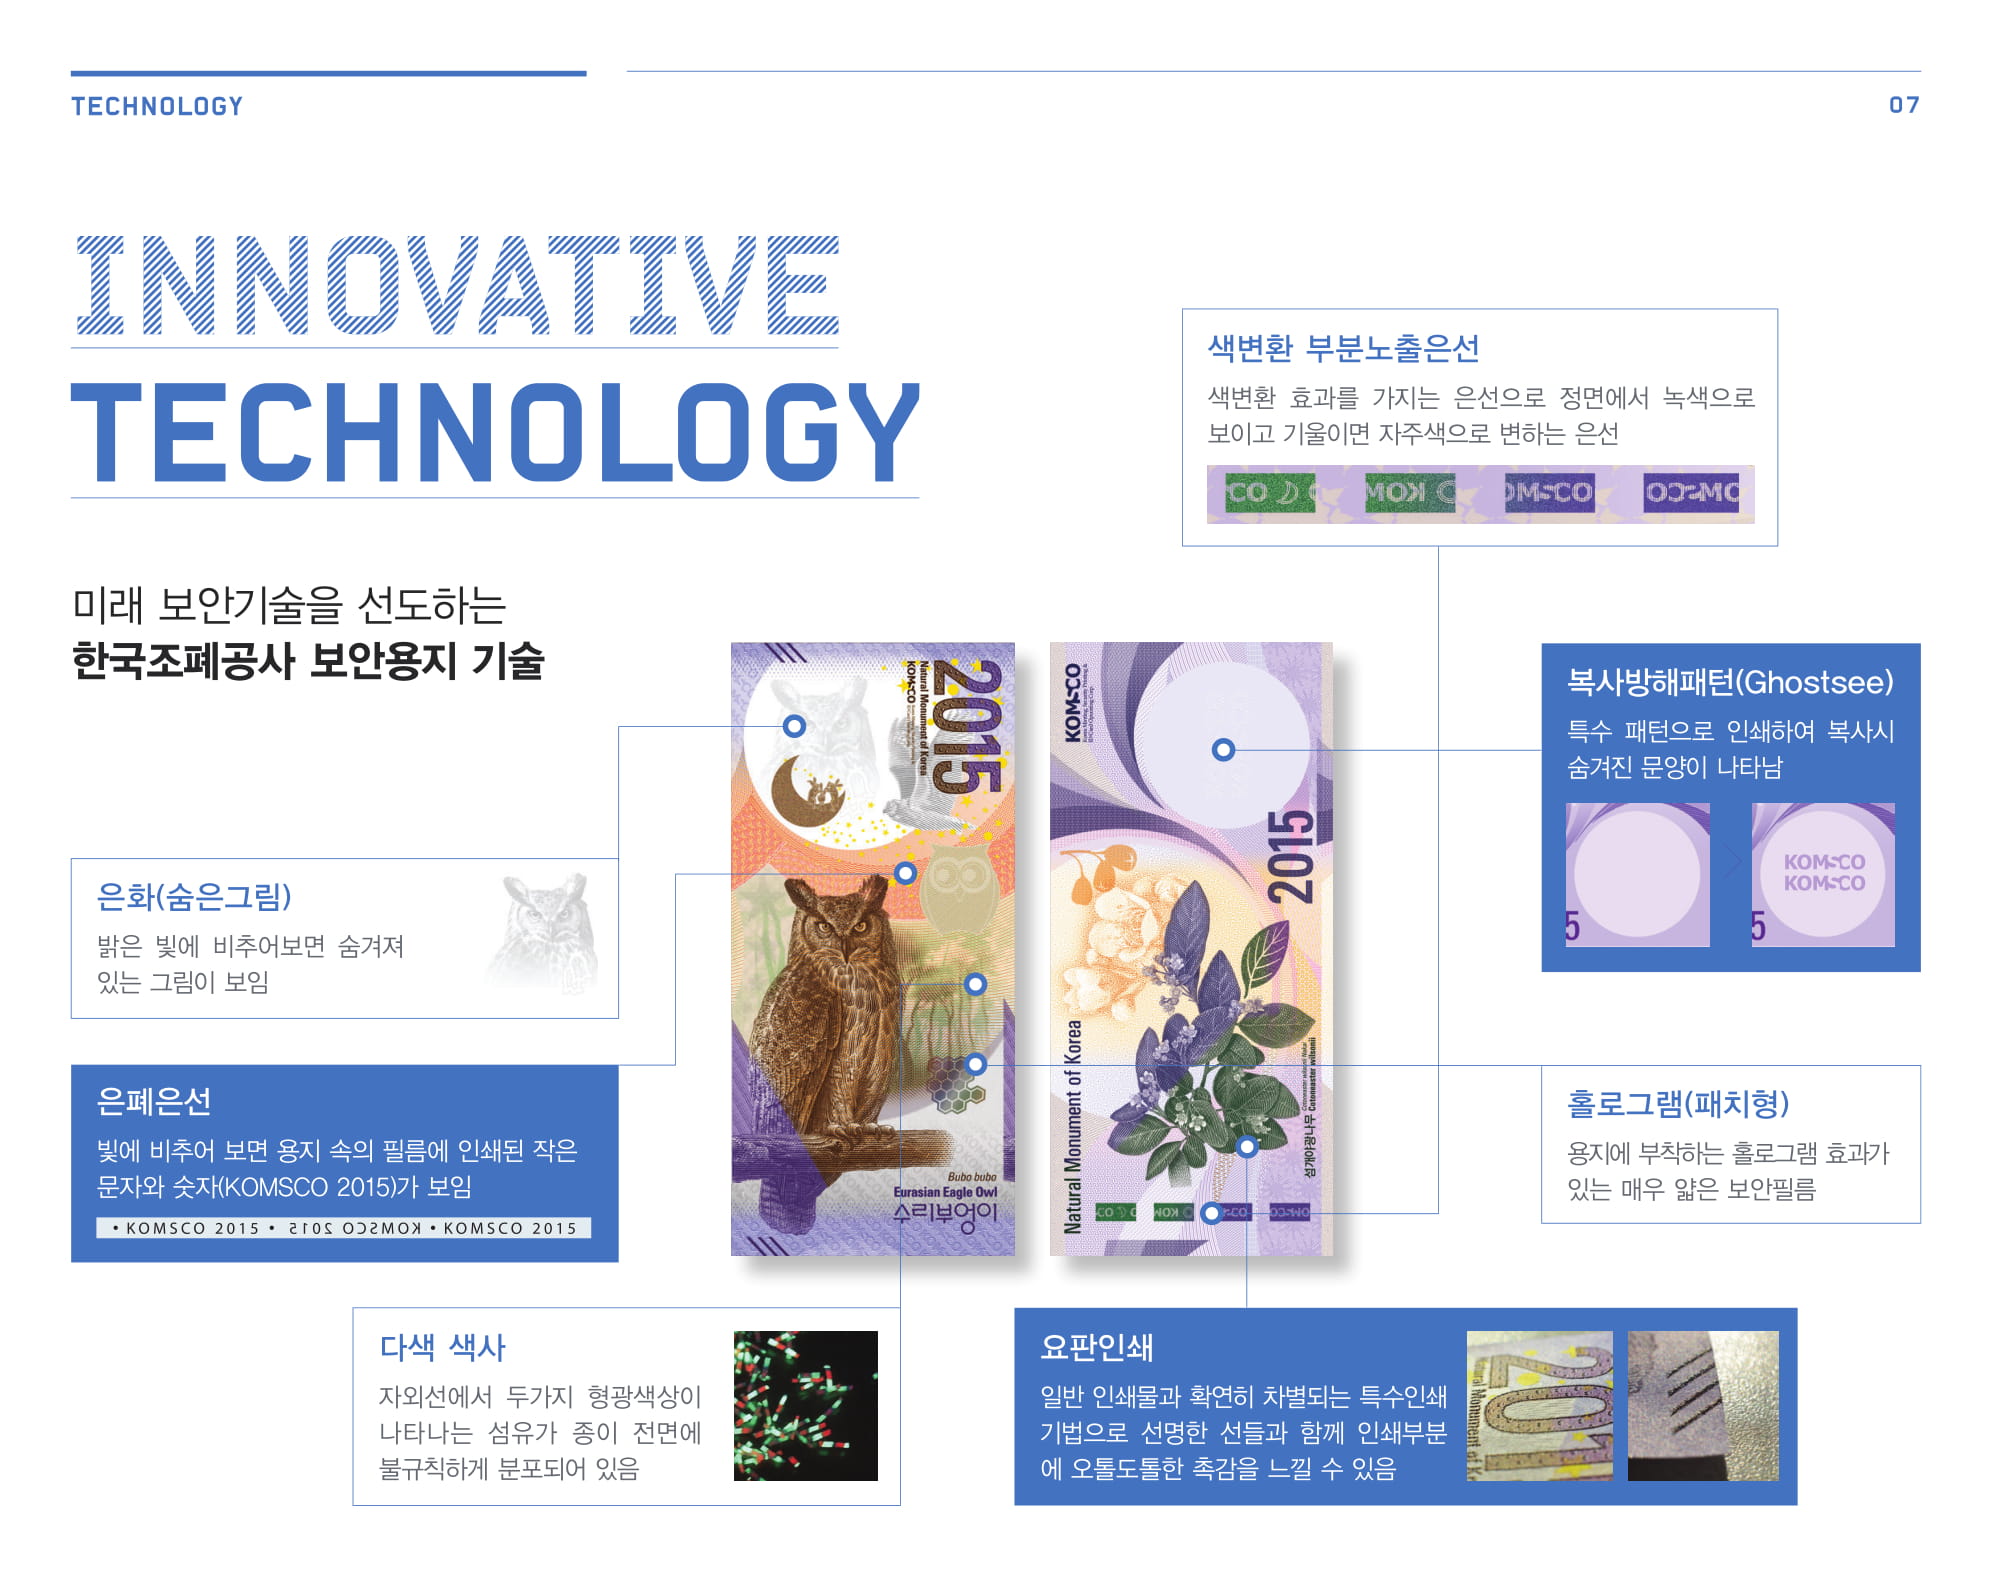 TECHNOLOGY
07
INNOVATIVE
TECHNOLOGY
미래 보안기술을 선도하는
한국조폐공사 보안용지 기술
색변환 부분노출은선
색변환 효과를 가지는 은선으로 정면에서 녹색으로
보이고 기울이면 자주색으로 변하는 은선
복사방해패턴(Ghostsee)
특수 패턴으로 인쇄하여 복사시
숨겨진 문양이 나타남
5
5
KOMSCO
KOMSCO
은화(숨은그림)
밝은 빛에 비추어보면 숨겨져
있는 그림이 보임
은폐은선
빛에 비추어 보면 용지 속의 필름에 인쇄된 작은
문자와 숫자(KOMSCO 2015)가 보임
• KOMSCO 2015 • KOMSCO 2015 • KOMSCO 2015
2015
Natural Monument of Korea
KOMSCO
Bubo bubo
Eurasian Eagle Owl
수리부엉이
KOMSCO
2015
Natural Monument of Korea
섬개야광나무
Cotoneaster wilsonii
홀로그램(패치형)
용지에 부착하는 홀로그램 효과가
있는 매우 얇은 보안필름
다색 색사
자외선에서 두가지 형광색상이
나타나는 섬유가 종이 전면에
불규칙하게 분포되어 있음
요판인쇄
일반 인쇄물과 확연히 차별되는 특수인쇄
기법으로 선명한 선들과 함께 인쇄부분
에 오톨도톨한 촉감을 느낄 수 있음